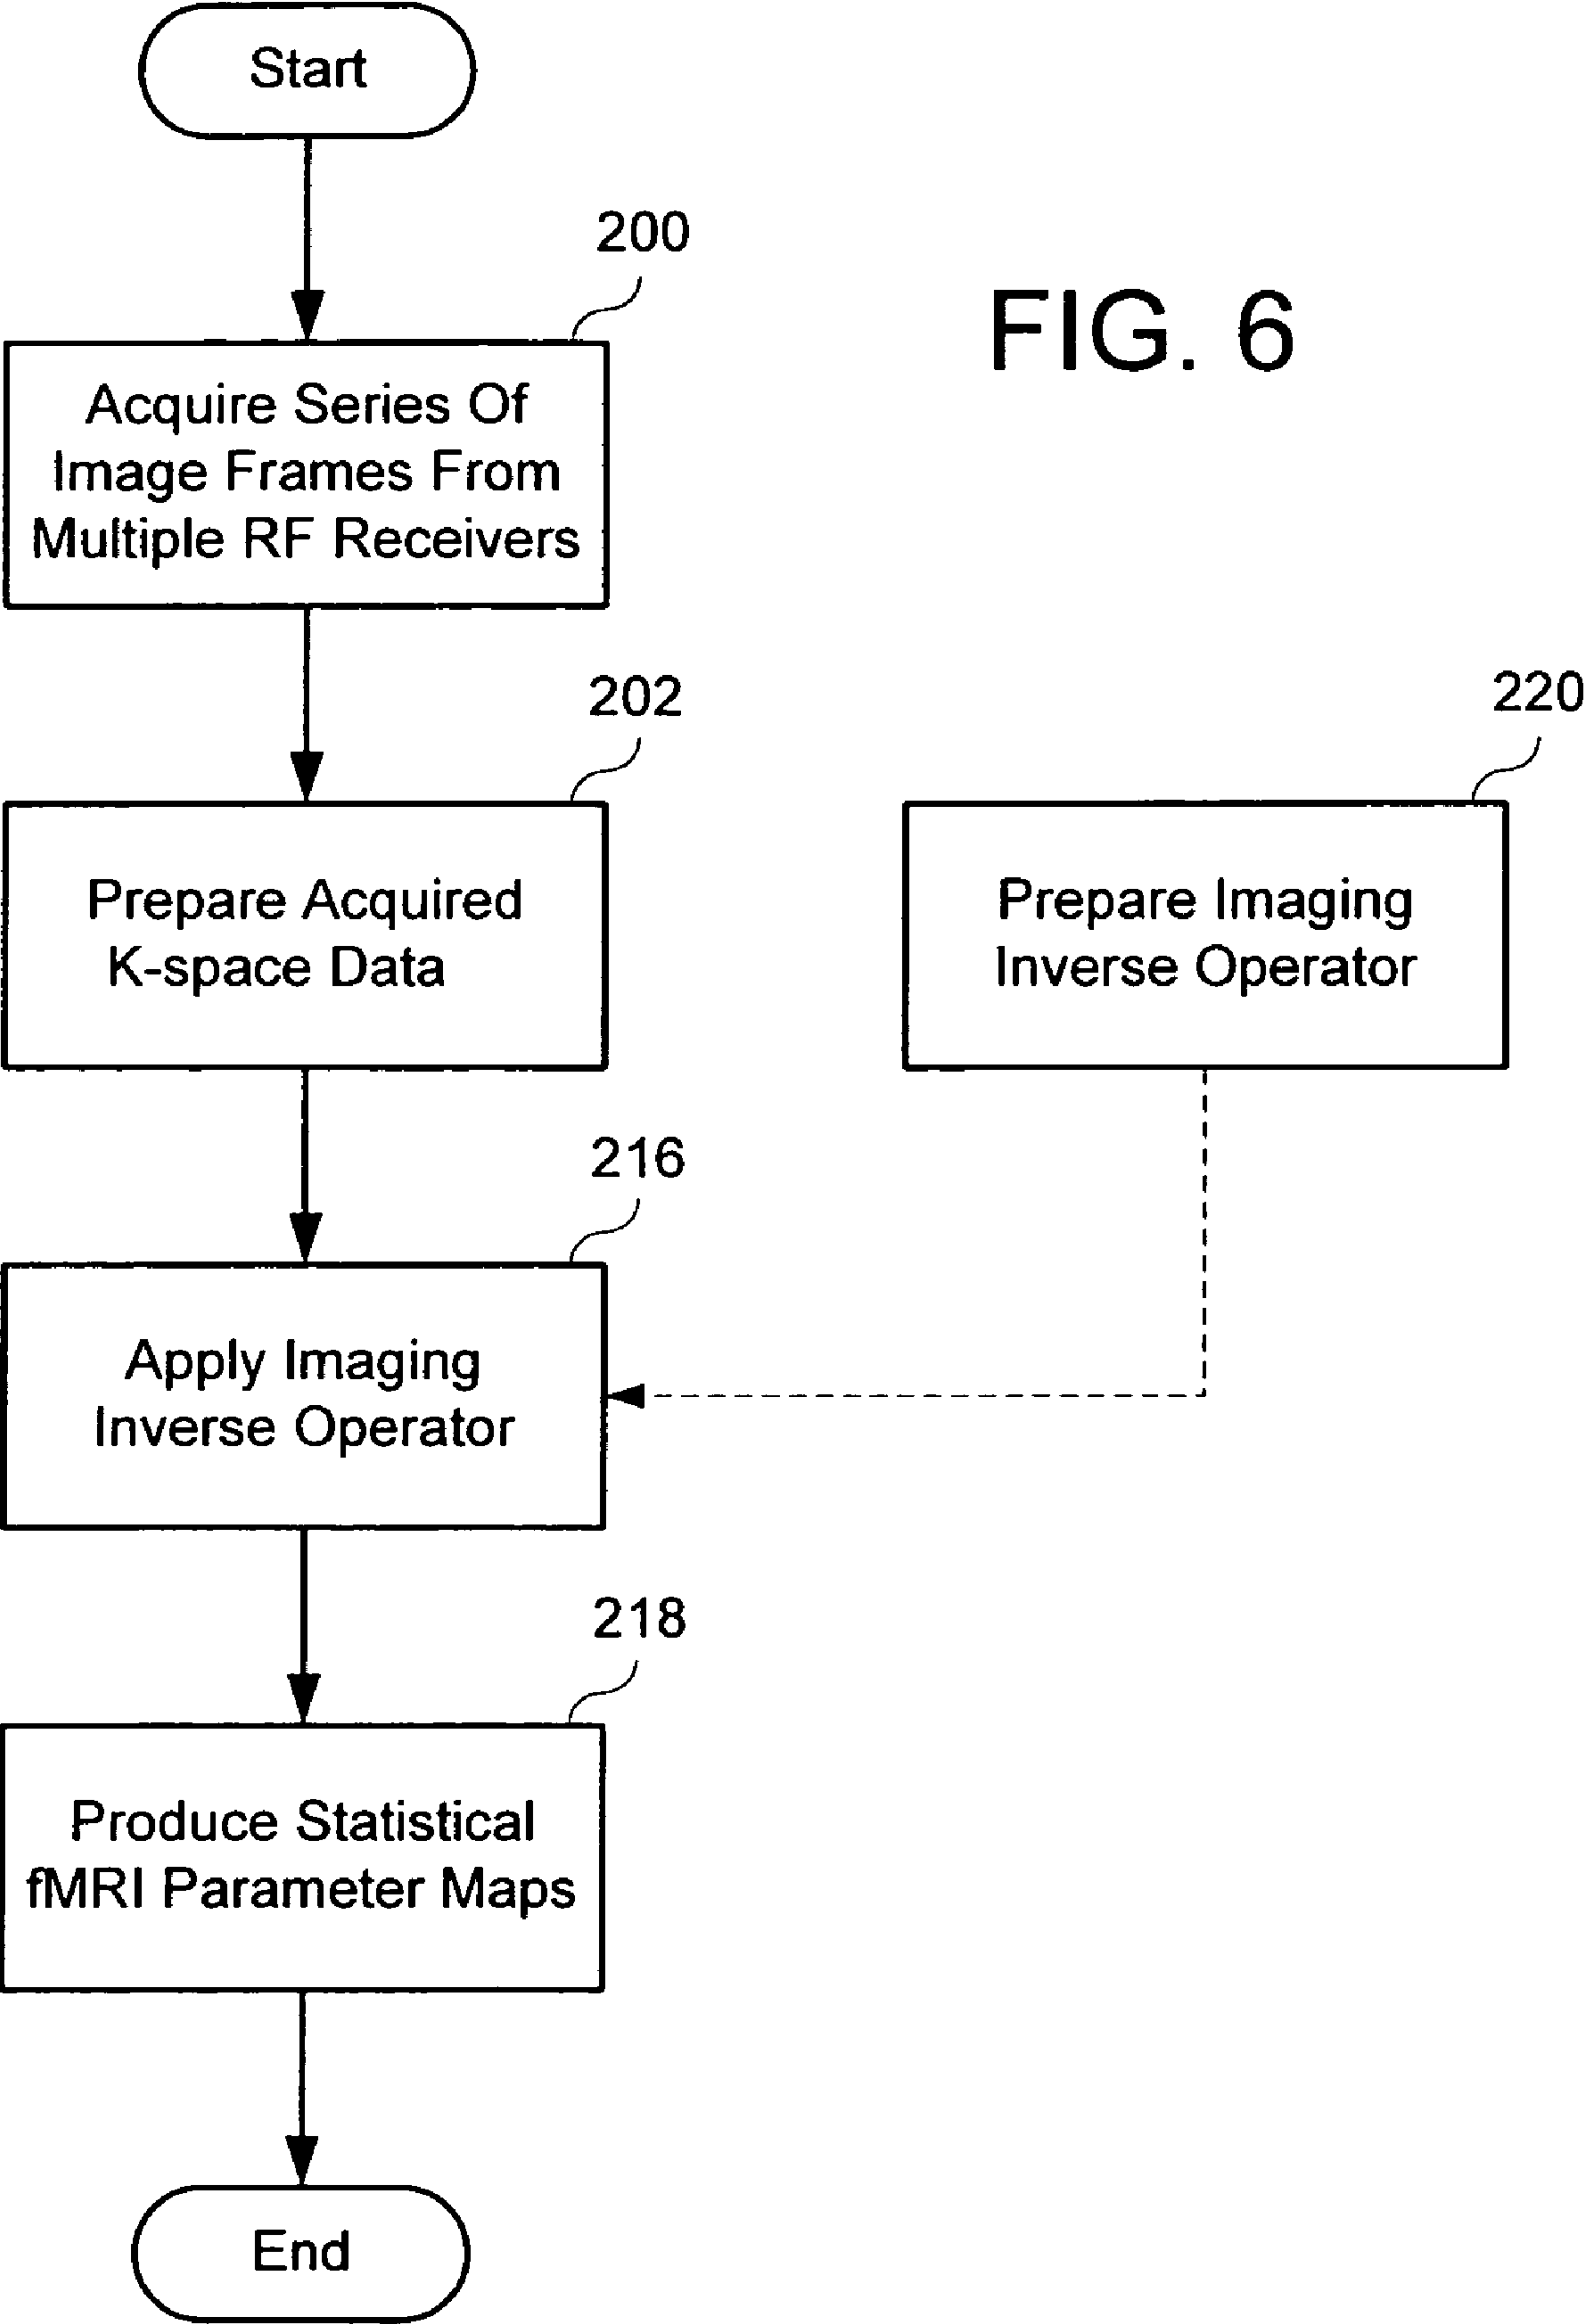 Start
200
FIG. 6
Acquire Series Of
Image Frames From
Multiple RF Receivers
202
Prepare Acquired
K-space Data
220
Prepare Imaging
Inverse Operator
216
Apply Imaging
Inverse Operator
218
Produce Statistical
fMRI Parameter Maps
End